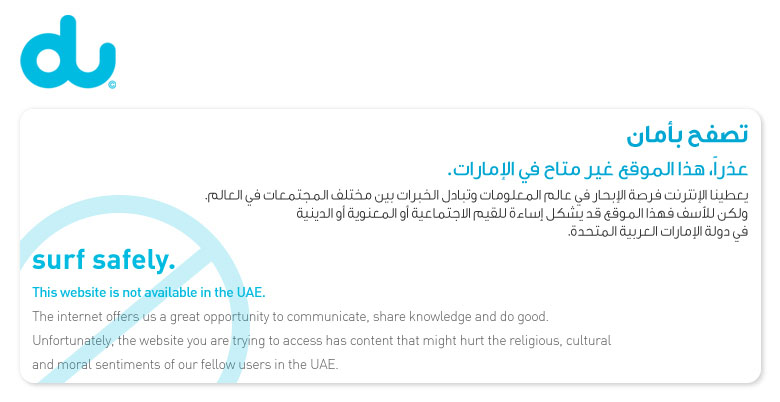 du
©
تصفح بأمان
عذراً، هذا الموقع غير متاح في الإمارات.
يعطينا الإنترنت فرصة الإبحار في عالم المعلومات وتبادل الخبرات بين مختلف المجتمعات في العالم.
ولكن للأسف فهذا الموقع قد يشكل إساءة للقيم الاجتماعية أو المعنوية أو الدينية
في دولة الإمارات العربية المتحدة.
surf safely.
This website is not available in the UAE.
The internet offers us a great opportunity to communicate, share knowledge and do good.
Unfortunately, the website you are trying to access has content that might hurt the religious, cultural
and moral sentiments of our fellow users in the UAE.